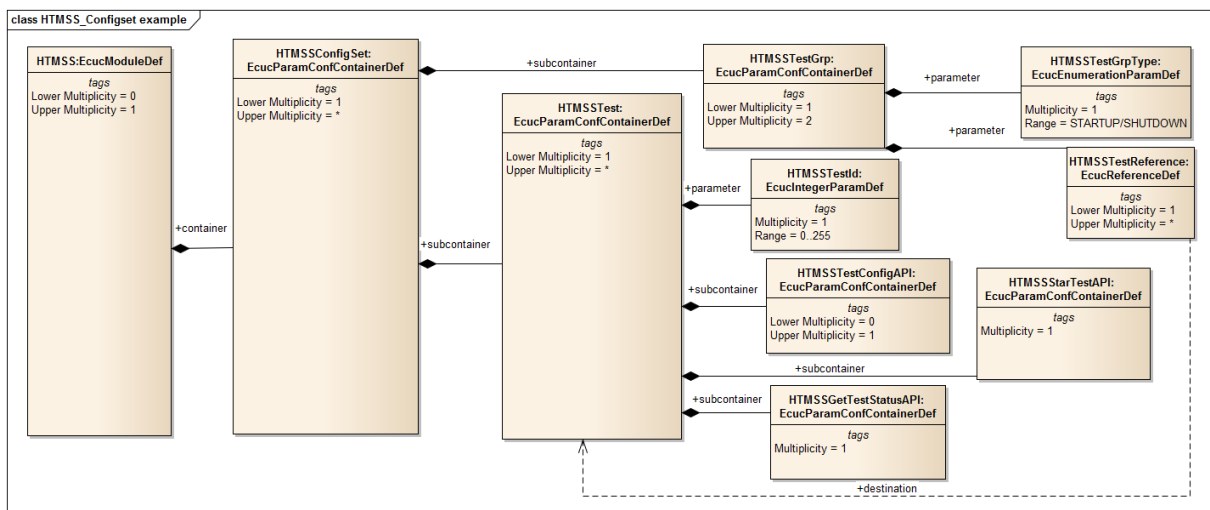 class HTMSS_Configset example
HTMSS:EcucModuleDef
tags
Lower Multiplicity = 0
Upper Multiplicity = 1
+container
HTMSSConfigSet:
EcucParamConfContainerDef
tags
Lower Multiplicity = 1
Upper Multiplicity = *
+subcontainer
+subcontainer
HTMSSTest:
EcucParamConfContainerDef
tags
Lower Multiplicity = 1
Upper Multiplicity = *
HTMSSTestGrp:
EcucParamConfContainerDef
tags
Lower Multiplicity = 1
Upper Multiplicity = 2
+parameter
HTMSSTestGrpType:
EcucEnumerationParamDef
tags
Multiplicity = 1
Range = STARTUP/SHUTDOWN
+parameter
HTMSSTestReference:
EcucReferenceDef
tags
Lower Multiplicity = 1
Upper Multiplicity = *
+parameter
HTMSSTestId:
EcucIntegerParamDef
tags
Multiplicity = 1
Range = 0..255
+subcontainer
HTMSSTestConfigAPI:
EcucParamConfContainerDef
tags
Lower Multiplicity = 0
Upper Multiplicity = 1
+subcontainer
HTMSSStarTestAPI:
EcucParamConfContainerDef
tags
Multiplicity = 1
+subcontainer
HTMSSGetTestStatusAPI:
EcucParamConfContainerDef
tags
Multiplicity = 1
+destination